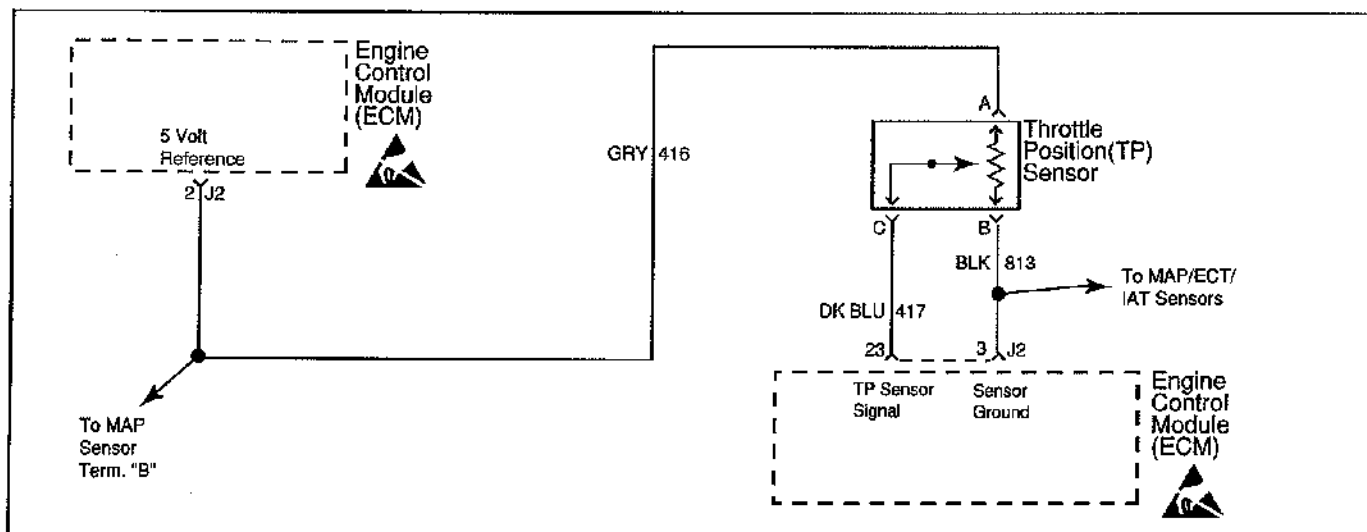 Engine
Control
Module
(ECM)
5 Volt
Reference
2 J2
GRY 416
A
Throttle
Position(TP)
Sensor
C B
BLK 813
To MAP/ECT/
IAT Sensors
DK BLU 417
23 3 J2
TP Sensor
Signal
Sensor
Ground
Engine
Control
Module
(ECM)
To MAP
Sensor
Term. "B"